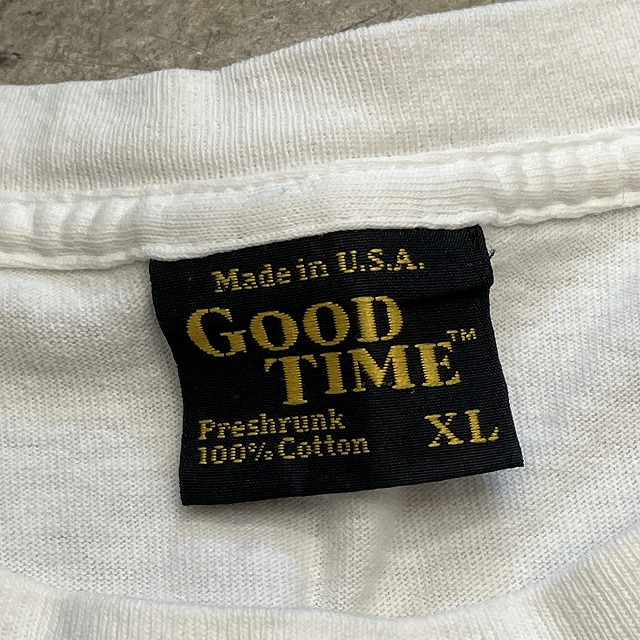 Made in U.S.A.
GOOD
TIME™
Preshrunk
100% Cotton
XL